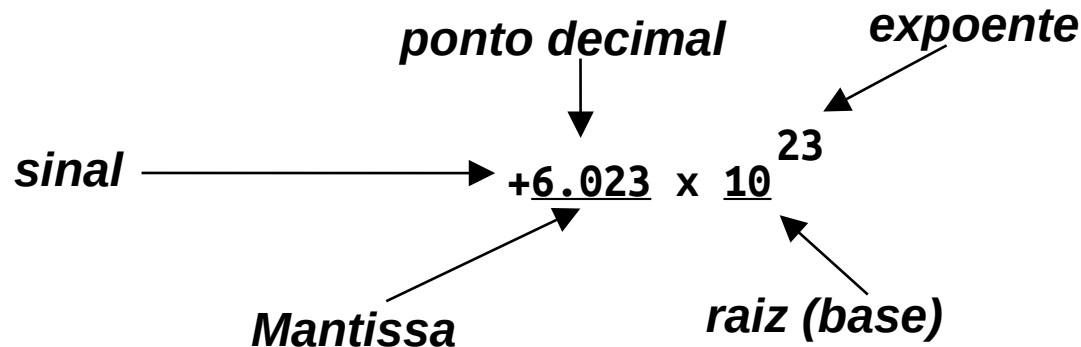 ponto decimal
expoente
sinal
+6.023 x 10
23
Mantissa
raiz (base)